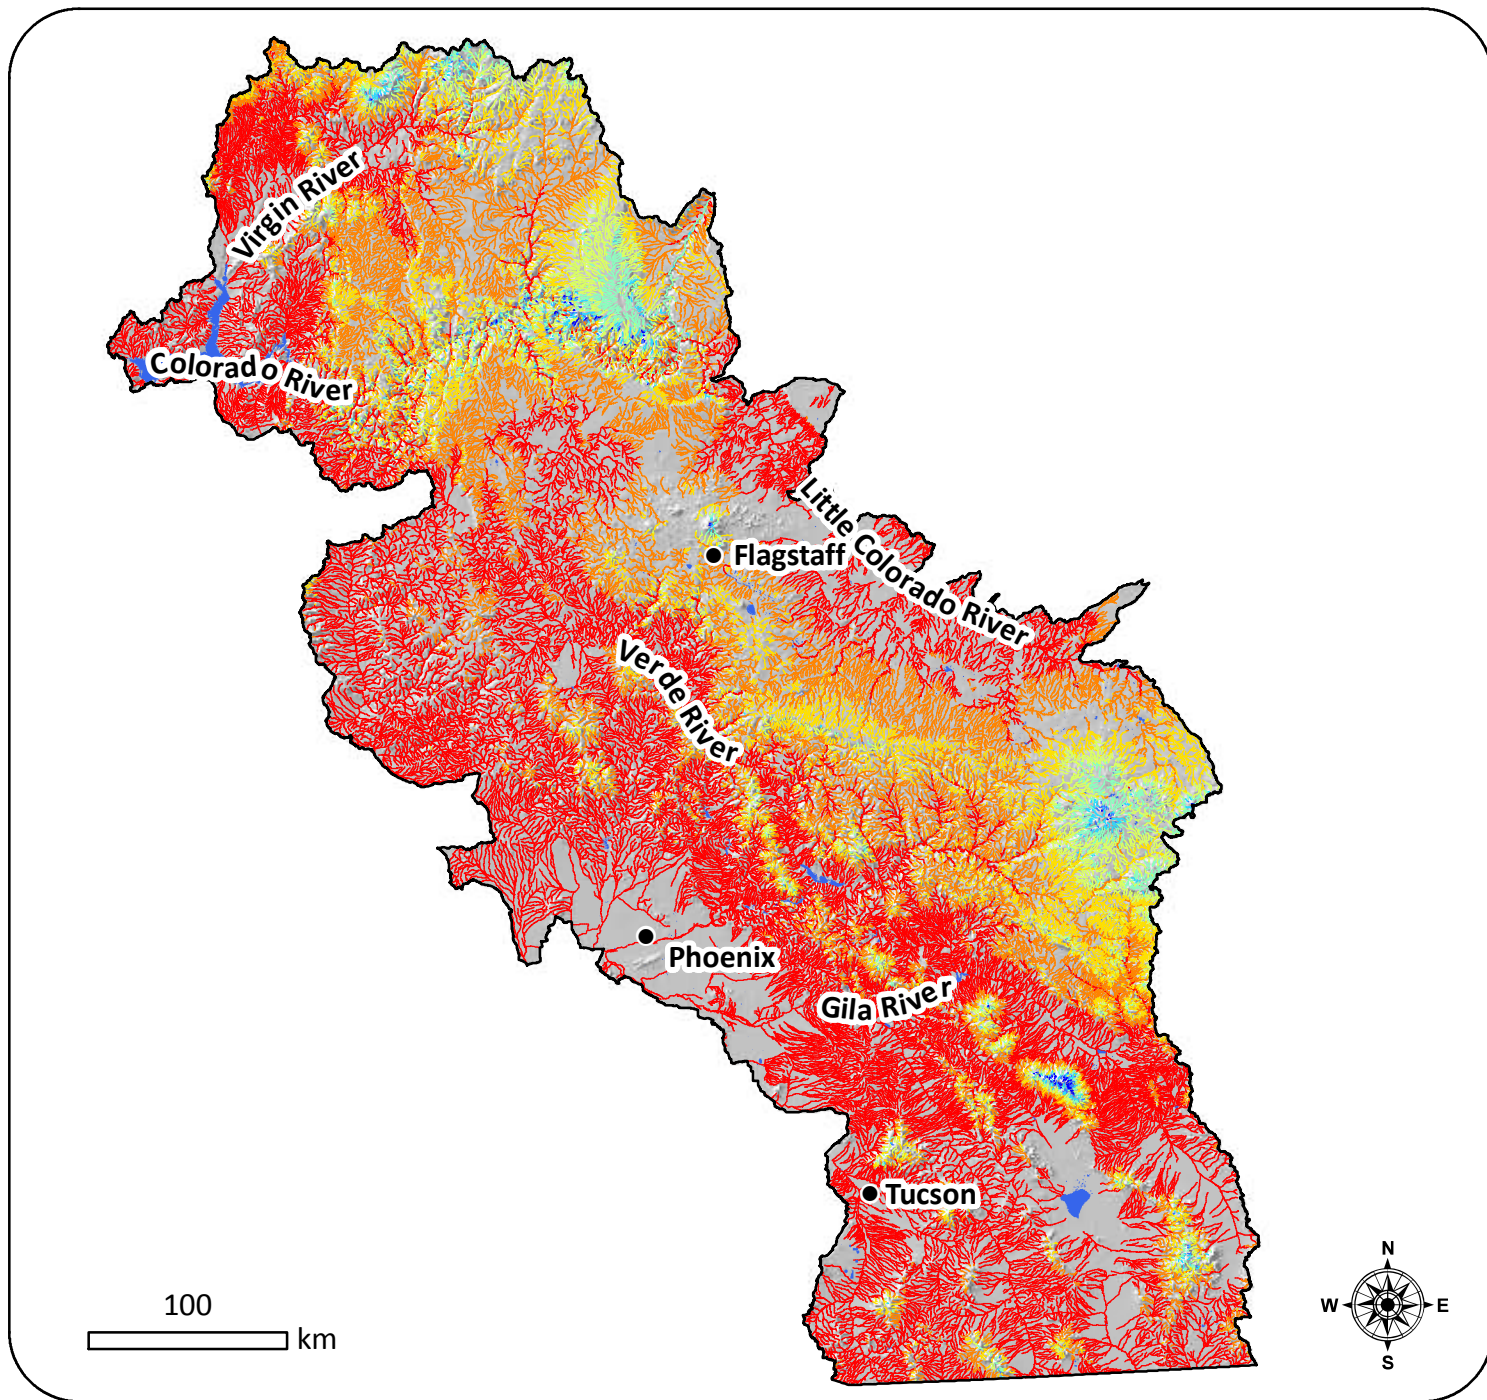 Virgin River
Colorado River
Little Colorado River
Flagstaff
Verde River
Phoenix
Gila River
Tucson
N
W E
S
100
km